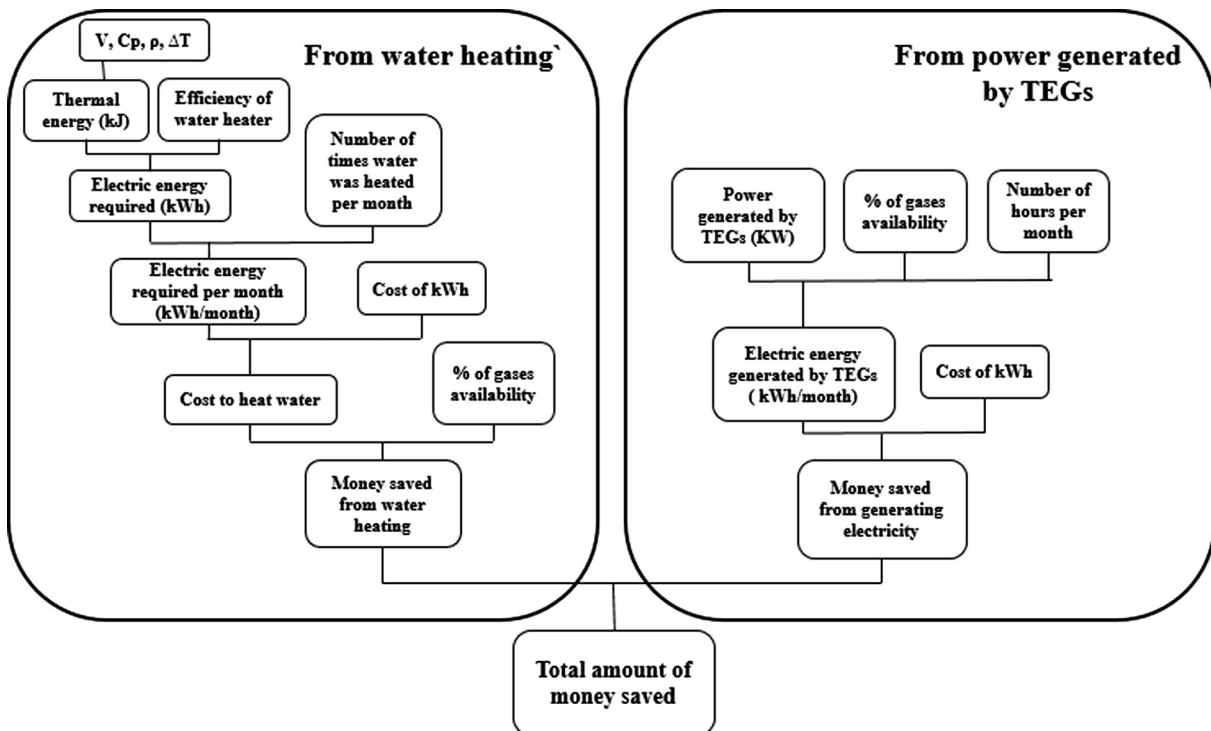 From water heating`
V, Cp, ρ, ΔT
Thermal
energy (kJ)
Efficiency of
water heater
Number of
times water
was heated
per month
Electric energy
required (kWh)
Electric energy
required per month
(kWh/month)
Cost of kWh
Cost to heat water
% of gases
availability
Money saved
from water
heating
From power generated
by TEGs
Power
generated by
TEGs (KW)
% of gases
availability
Number of
hours per
month
Electric energy
generated by TEGs
( kWh/month)
Cost of kWh
Money saved
from generating
electricity
Total amount of
money saved